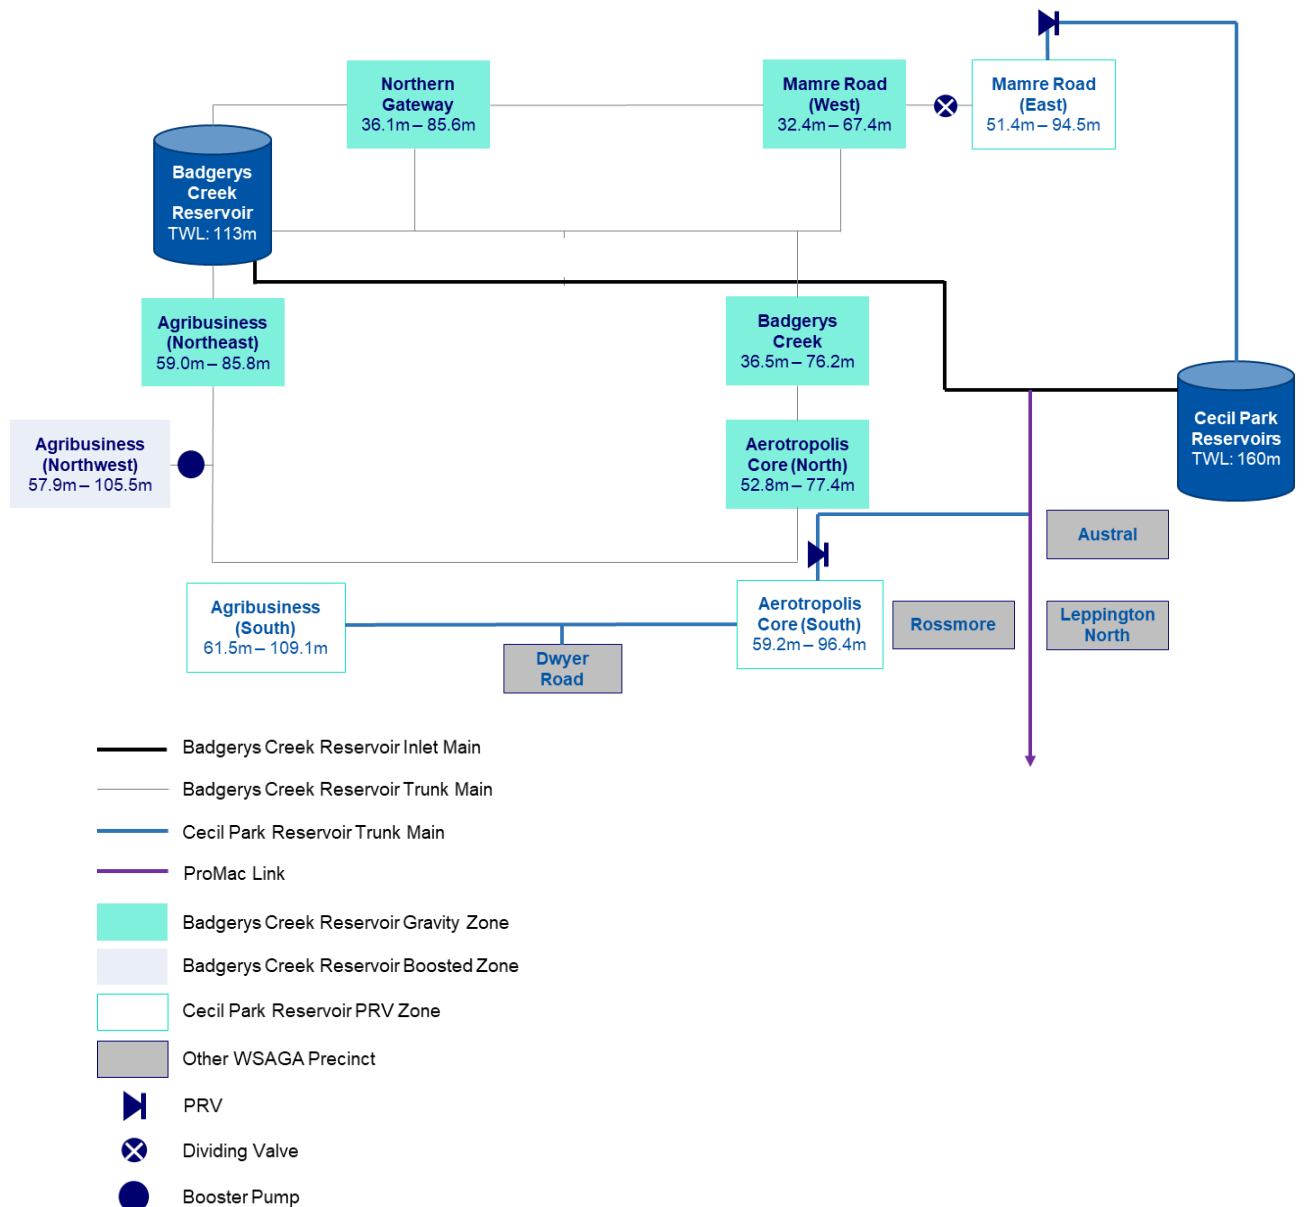 Northern
Gateway
36.1m – 85.6m
Mamre Road
(West)
32.4m – 67.4m
Mamre Road
(East)
51.4m – 94.5m
Badgerys
Creek
Reservoir
TWL: 113m
Agribusiness
(Northeast)
59.0m – 85.8m
Badgerys
Creek
36.5m – 76.2m
Cecil Park
Reservoirs
TWL: 160m
Agribusiness
(Northwest)
57.9m – 105.5m
Aerotropolis
Core (North)
52.8m – 77.4m
Austral
Agribusiness
(South)
61.5m – 109.1m
Dwyer
Road
Aerotropolis
Core (South)
59.2m – 96.4m
Rossmore
Leppington
North
Badgerys Creek Reservoir Inlet Main
Badgerys Creek Reservoir Trunk Main
Cecil Park Reservoir Trunk Main
ProMac Link
Badgerys Creek Reservoir Gravity Zone
Badgerys Creek Reservoir Boosted Zone
Cecil Park Reservoir PRV Zone
Other WSAGA Precinct
PRV
Dividing Valve
Booster Pump